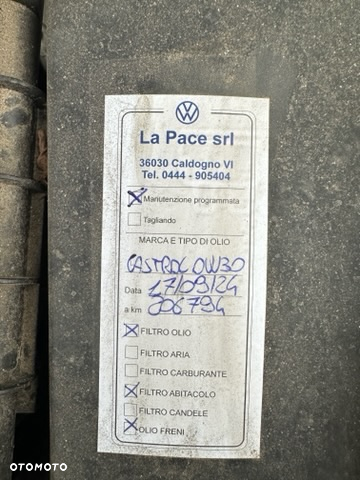 La Pace srl
36030 Caldogno VI
Tel. 0444 - 905404
Manutenzione programmata
Tagliando
MARCA E TIPO DI OLIO
CASTROL 0W30
Data 17/09/24
a km 206794
FILTRO OLIO
FILTRO ARIA
FILTRO CARBURANTE
FILTRO ABITACOLO
FILTRO CANDELE
OLIO FRENI
OTOMOTO